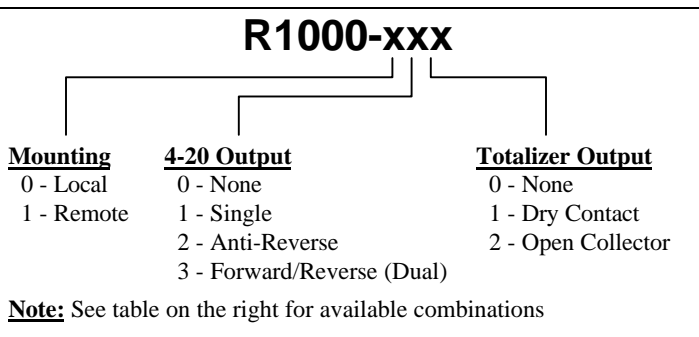 R1000-xxx
Mounting 4-20 Output Totalizer Output
0 - Local 0 - None 0 - None
1 - Remote 1 - Single 1 - Dry Contact
2 - Anti-Reverse 2 - Open Collector
3 - Forward/Reverse (Dual)
Note: See table on the right for available combinations